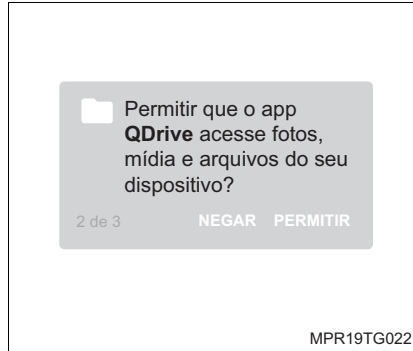 Permitir que o app
QDrive acesse fotos,
mídia e arquivos do seu
dispositivo?
2 de 3 NEGAR PERMITIR
MPR19TG022